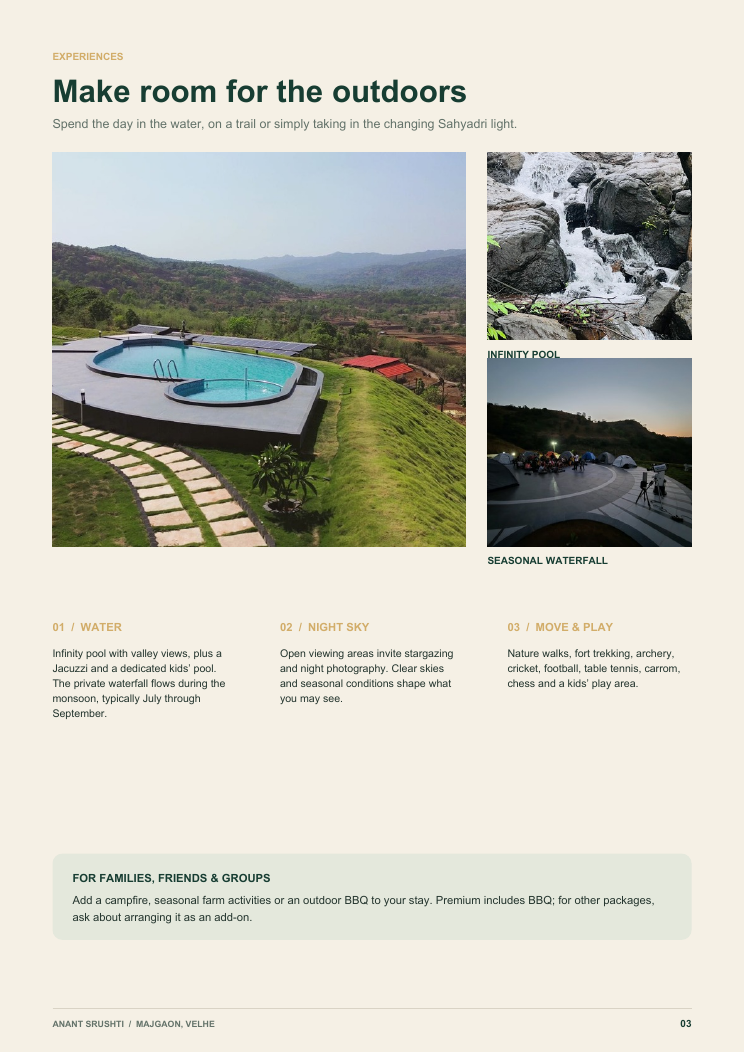 EXPERIENCES
Make room for the outdoors
Spend the day in the water, on a trail or simply taking in the changing Sahyadri light.
INFINITY POOL
SEASONAL WATERFALL
01 / WATER
Infinity pool with valley views, plus a
Jacuzzi and a dedicated kids' pool.
The private waterfall flows during the
monsoon, typically July through
September.
02 / NIGHT SKY
Open viewing areas invite stargazing
and night photography. Clear skies
and seasonal conditions shape what
you may see.
03 / MOVE & PLAY
Nature walks, fort trekking, archery,
cricket, football, table tennis, carrom,
chess and a kids' play area.
FOR FAMILIES, FRIENDS & GROUPS
Add a campfire, seasonal farm activities or an outdoor BBQ to your stay. Premium includes BBQ; for other packages,
ask about arranging it as an add-on.
ANANT SRUSHTI / MAJGAON, VELHE
03